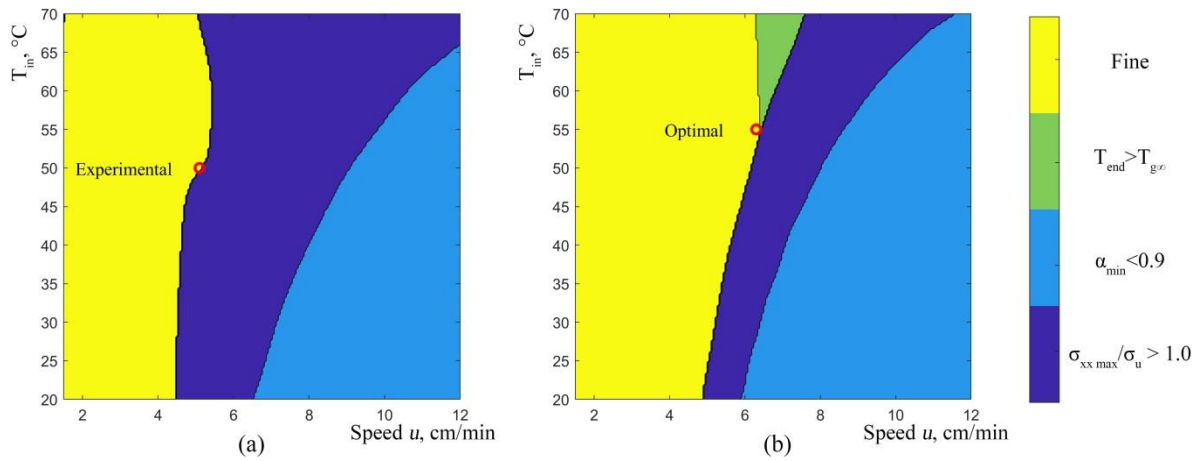 70
65
60
55
50
45
40
35
30
25
20
T_in, °C
Experimental
2 4 6 8 10 12
Speed u, cm/min
(a)
70
65
60
55
50
45
40
35
30
25
20
T_in, °C
Optimal
2 4 6 8 10 12
Speed u, cm/min
(b)
Fine
T_end>T_g∞
α_min<0.9
σ_xx max/σ_u > 1.0